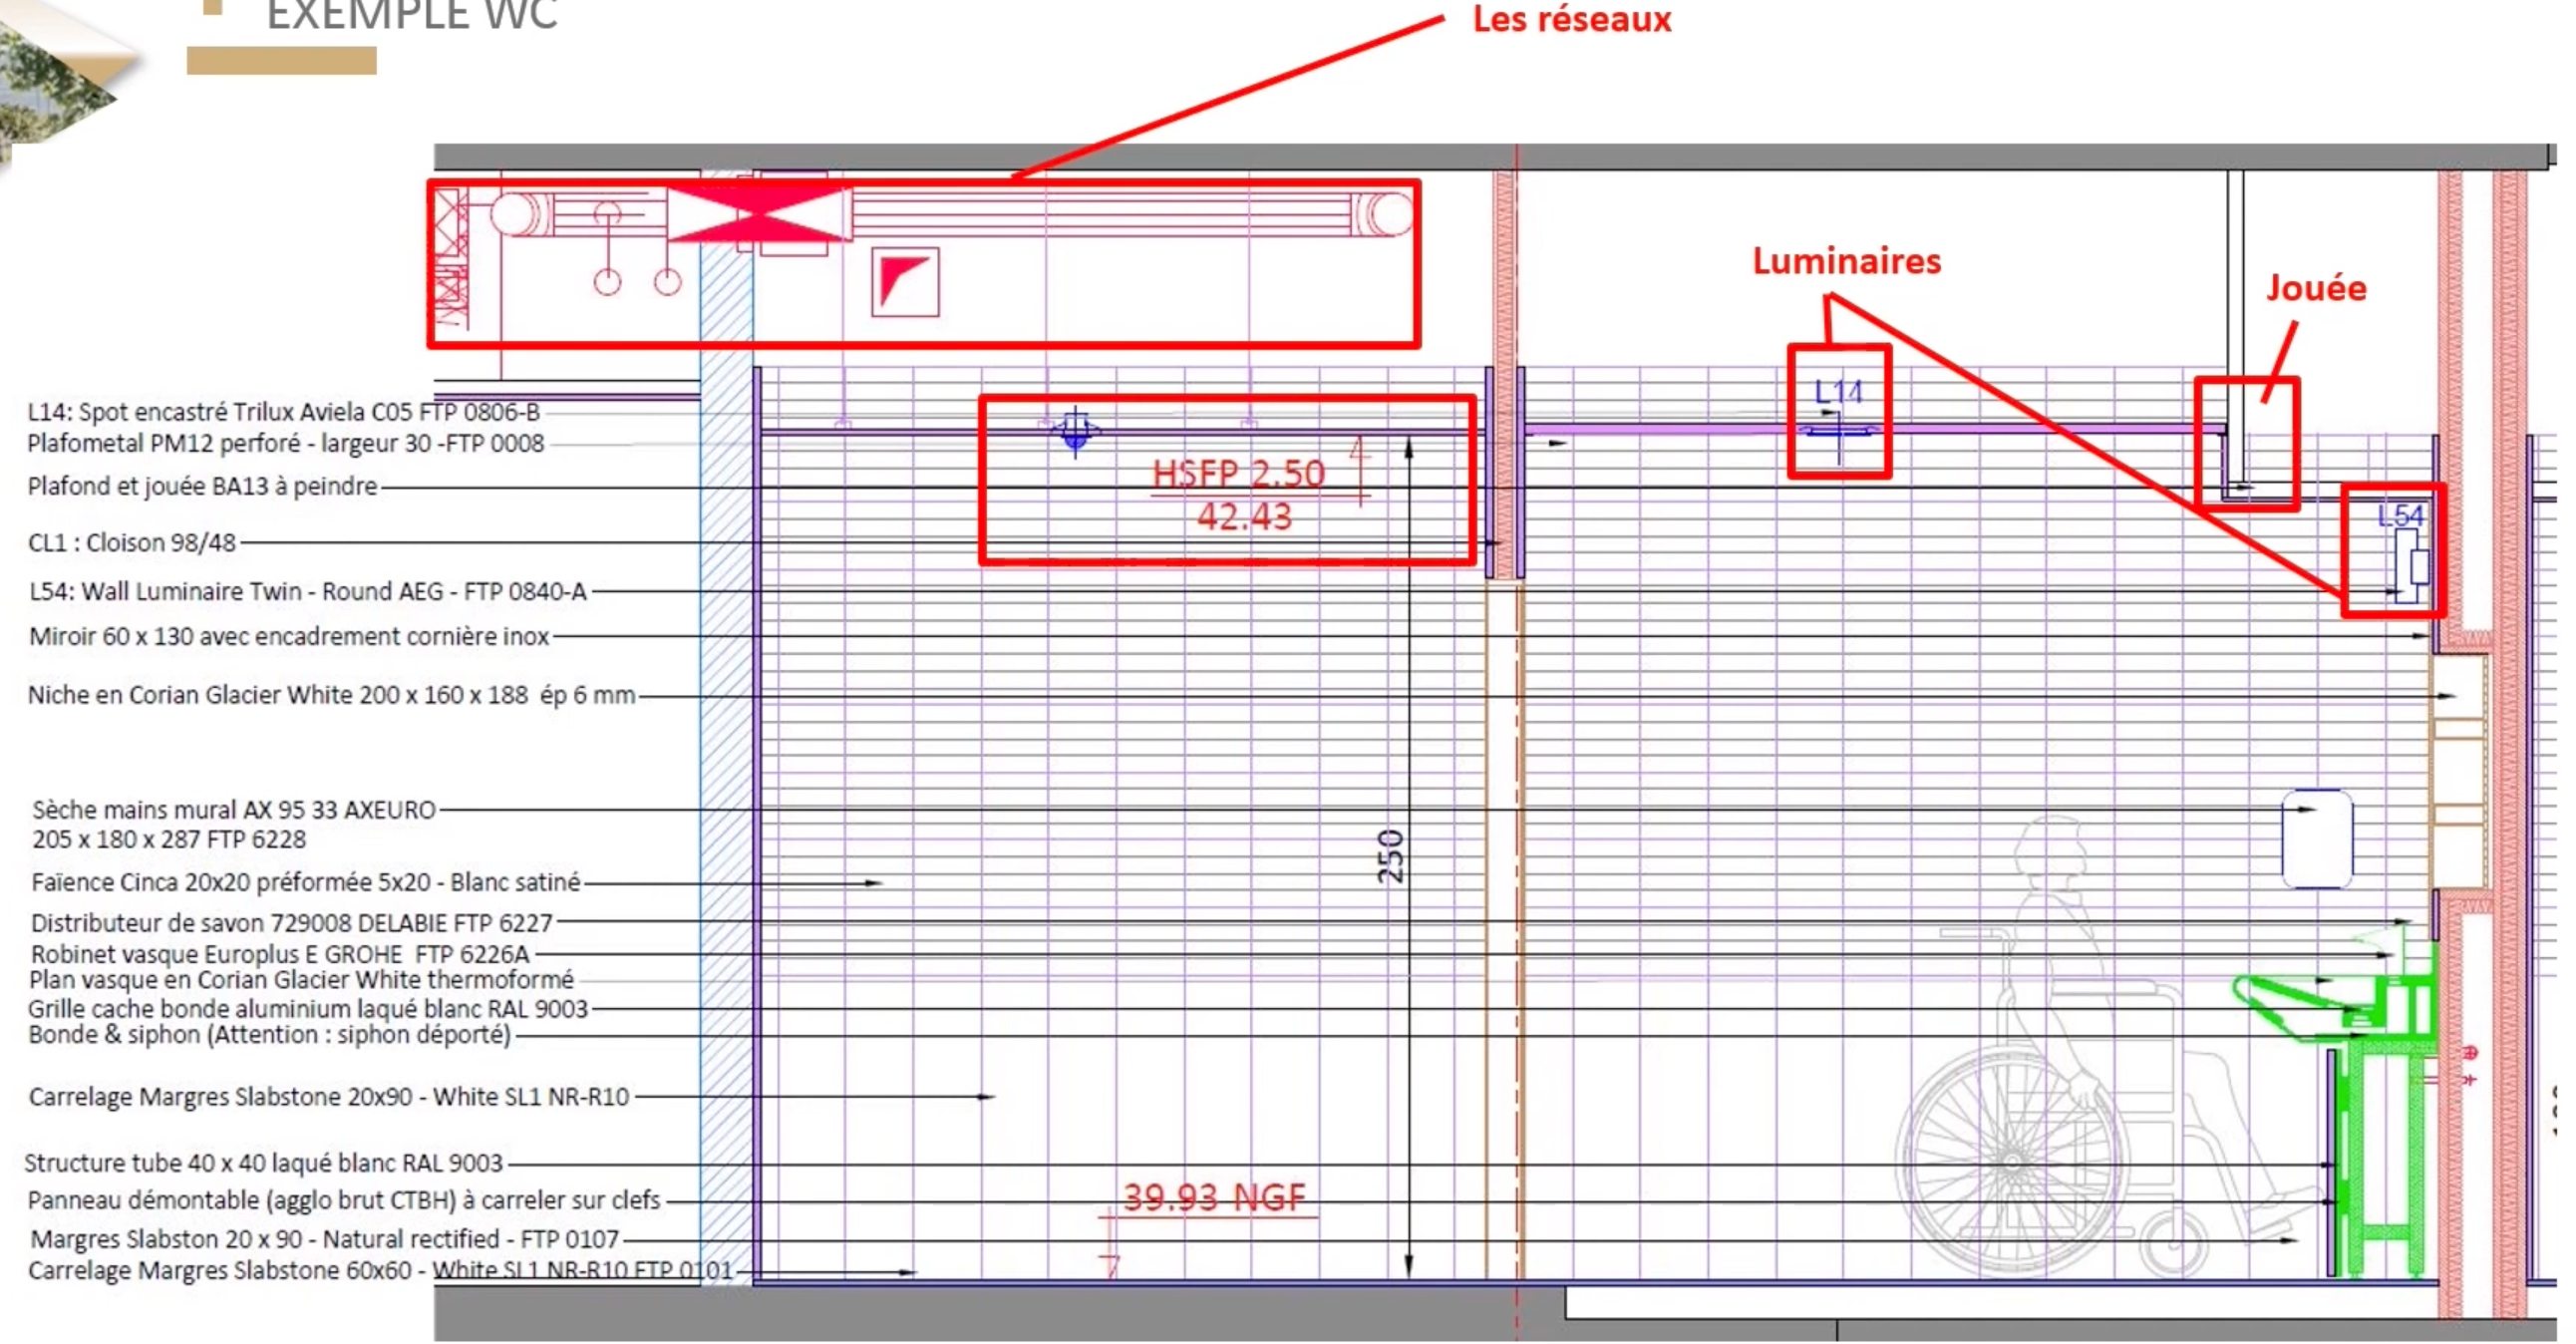 EXEMPLE WC
Les réseaux
Luminaires
Jouée
L14
L54
HSFP 2.50
42.43
250
39.93 NGF
L14: Spot encastré Trilux Aviela C05 FTP 0806-B
Plafometal PM12 perforé - largeur 30 -FTP 0008
Plafond et jouée BA13 à peindre
CL1 : Cloison 98/48
L54: Wall Luminaire Twin - Round AEG - FTP 0840-A
Miroir 60 x 130 avec encadrement cornière inox
Niche en Corian Glacier White 200 x 160 x 188 ép 6 mm
Sèche mains mural AX 95 33 AXEURO
205 x 180 x 287 FTP 6228
Faïence Cinca 20x20 préformée 5x20 - Blanc satiné
Distributeur de savon 729008 DELABIE FTP 6227
Robinet vasque Europlus E GROHE FTP 6226A
Plan vasque en Corian Glacier White thermoformé
Grille cache bonde aluminium laqué blanc RAL 9003
Bonde & siphon (Attention : siphon déporté)
Carrelage Margres Slabstone 20x90 - White SL1 NR-R10
Structure tube 40 x 40 laqué blanc RAL 9003
Panneau démontable (agglo brut CTBH) à carreler sur clefs
Margres Slabston 20 x 90 - Natural rectified - FTP 0107
Carrelage Margres Slabstone 60x60 - White SL1 NR-R10 FTP 0101